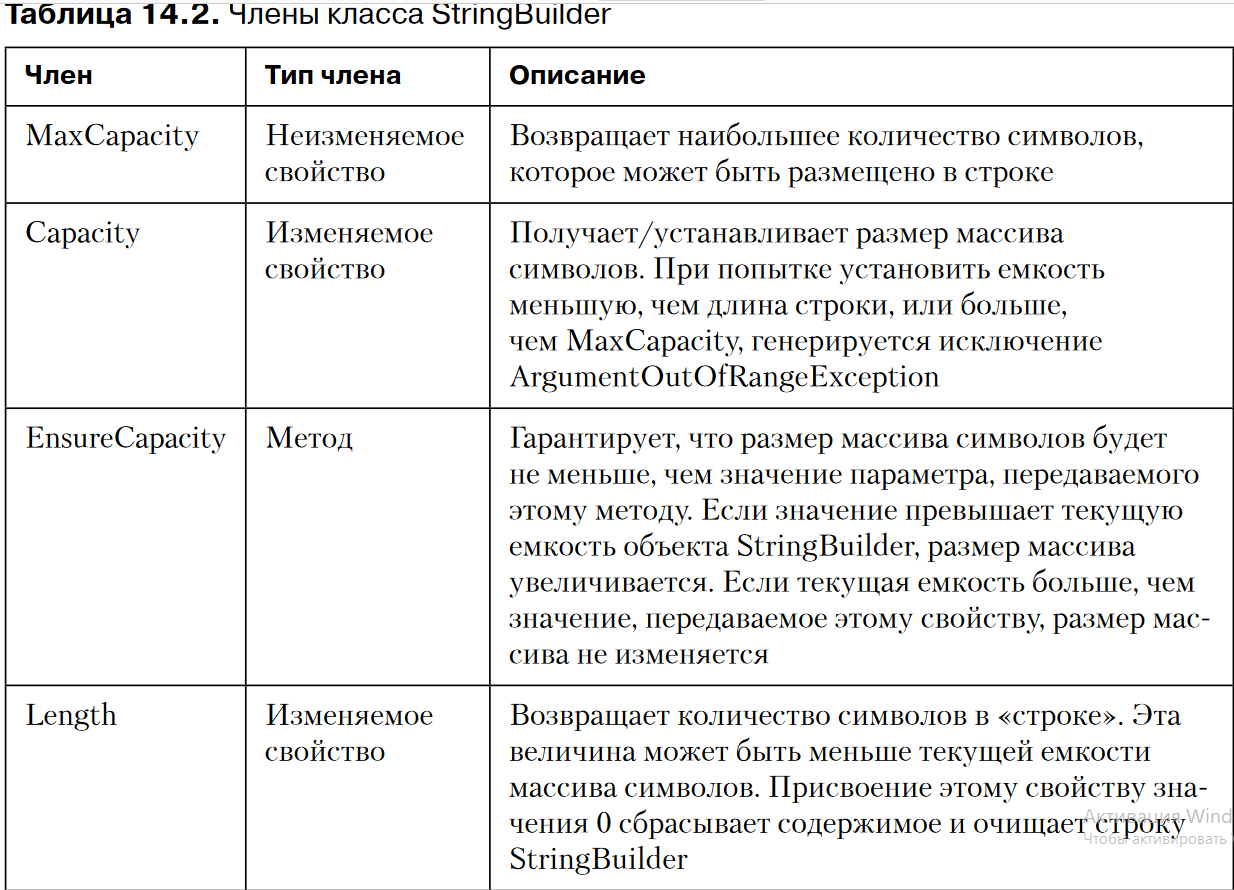 Таблица 14.2. Члены класса StringBuilder
Член
Тип члена
Описание
MaxCapacity
Неизменяемое
свойство
Возвращает наибольшее количество символов,
которое может быть размещено в строке
Capacity
Изменяемое
свойство
Получает/устанавливает размер массива
символов. При попытке установить емкость
меньшую, чем длина строки, или больше,
чем MaxCapacity, генерируется исключение
ArgumentOutOfRangeException
EnsureCapacity
Метод
Гарантирует, что размер массива символов будет
не меньше, чем значение параметра, передаваемого
этому методу. Если значение превышает текущую
емкость объекта StringBuilder, размер массива
увеличивается. Если текущая емкость больше, чем
значение, передаваемое этому свойству, размер мас-
сива не изменяется
Length
Изменяемое
свойство
Возвращает количество символов в «строке». Эта
величина может быть меньше текущей емкости
массива символов. Присвоение этому свойству зна-
чения 0 сбрасывает содержимое и очищает строку
StringBuilder
Активация Wind
Чтобы активировать